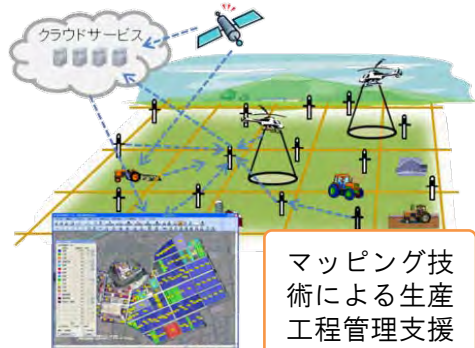 クラウドサービス
マッピング技
術による生産
工程管理支援